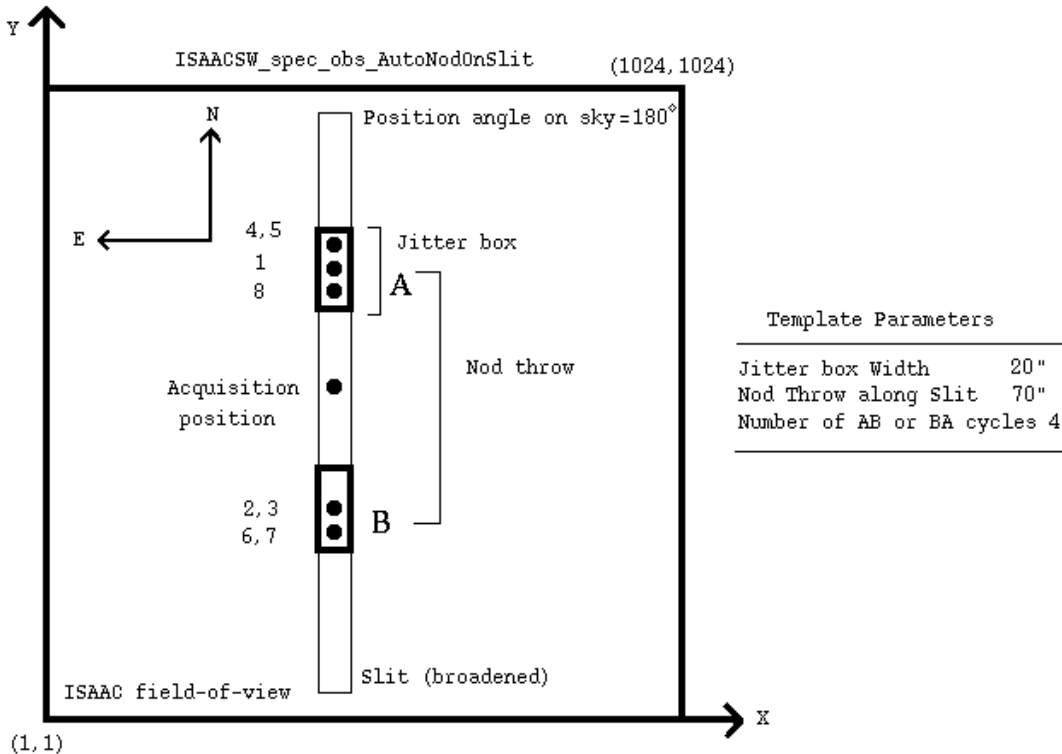 Y
ISAACSW_spec_obs_AutoNodOnSlit
(1024,1024)
N
Position angle on sky=180°
E
4,5
1
8
Jitter box
A
Nod throw
Acquisition
position
2,3
6,7
B
Template Parameters
Jitter box Width 20"
Nod Throw along Slit 70"
Number of AB or BA cycles 4
Slit (broadened)
ISAAC field-of-view
X
(1,1)